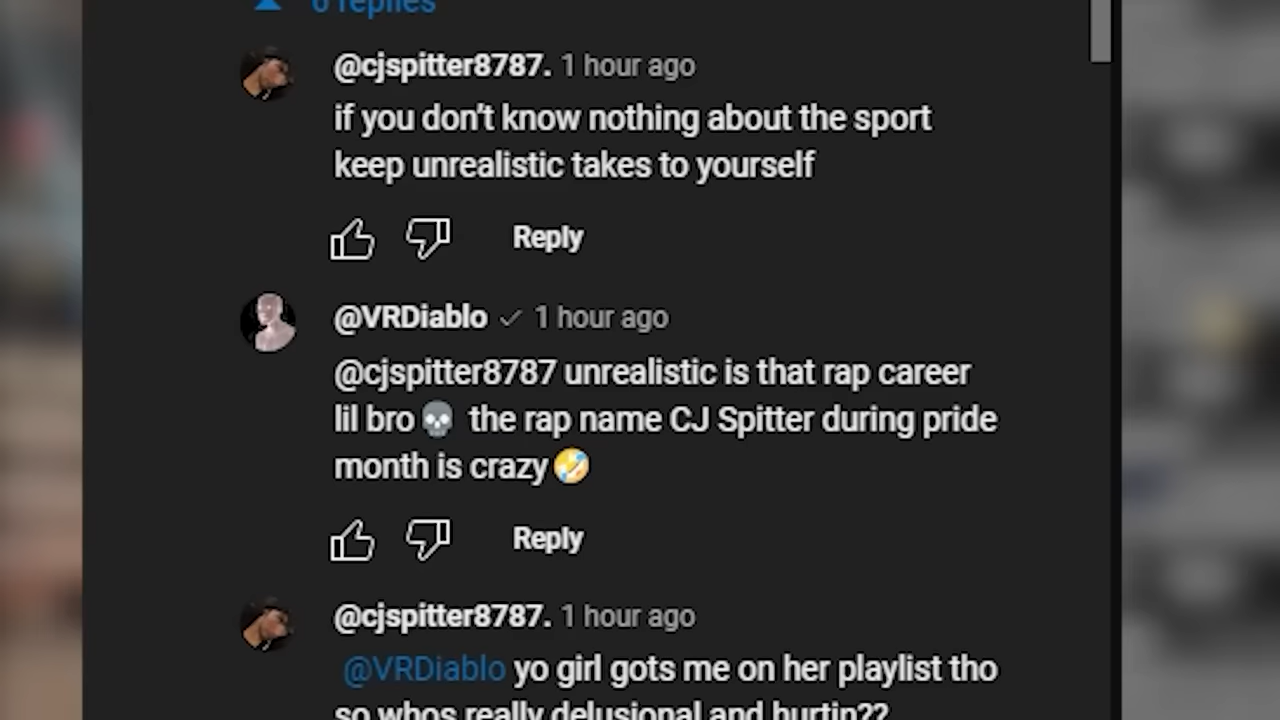 6 replies
@cjspitter8787. 1 hour ago
if you don't know nothing about the sport
keep unrealistic takes to yourself
Reply
@VRDiablo ✓ 1 hour ago
@cjspitter8787 unrealistic is that rap career
lil bro💀 the rap name CJ Spitter during pride
month is crazy🤣
Reply
@cjspitter8787. 1 hour ago
@VRDiablo yo girl gots me on her playlist tho
so whos really delusional and hurtin??